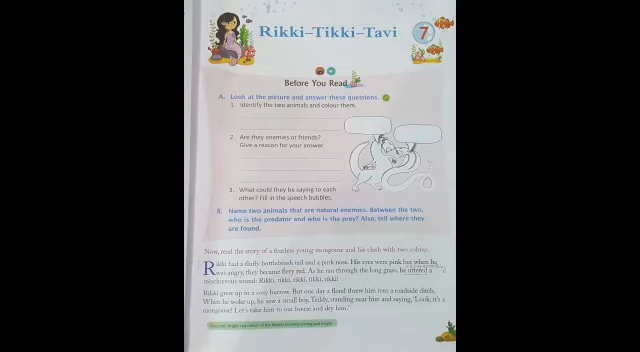 Rikki–Tikki–Tavi
7
Before You Read
A. Look at the picture and answer these questions.
1. Identify the two animals and colour them.
2. Are they enemies or friends?
Give a reason for your answer.
3. What could they be saying to each
other? Fill in the speech bubbles.
B. Name two animals that are natural enemies. Between the two,
who is the predator and who is the prey? Also, tell where they
are found.
Now, read the story of a fearless young mongoose and his clash with two cobras.
Rikki had a fluffy bottlebrush tail and a pink nose. His eyes were pink but when he
was angry, they became fiery red. As he ran through the long grass, he uttered a
mischievous sound: Rikki, tikki, rikki, tikki, rikki!
Rikki grew up in a cosy burrow. But one day a flood threw him into a roadside ditch.
When he woke up, he saw a small boy, Teddy, standing near him and saying, 'Look, it's a
mongoose! Let's take him to our house and dry him.'